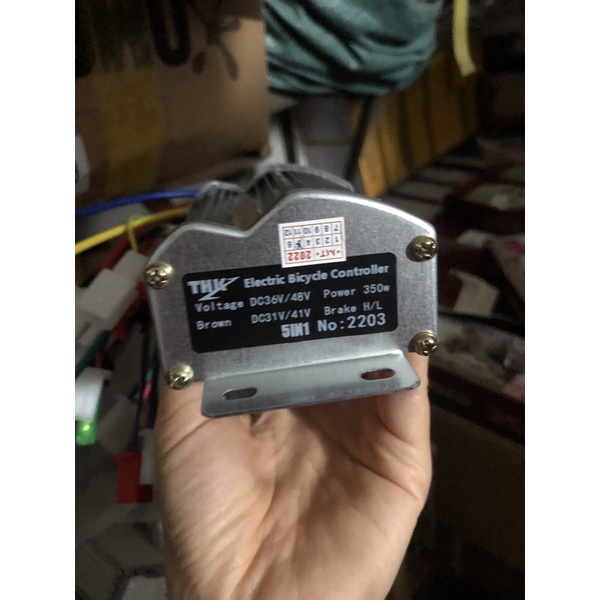 7 8 9 10 11 12
1 2 3 4 5 6
•MT• 2022
THK Electric Bicycle Controller
Voltage DC36V/48V Power 350w
Brown DC31V/41V Brake H/L
5IN1 No:2203